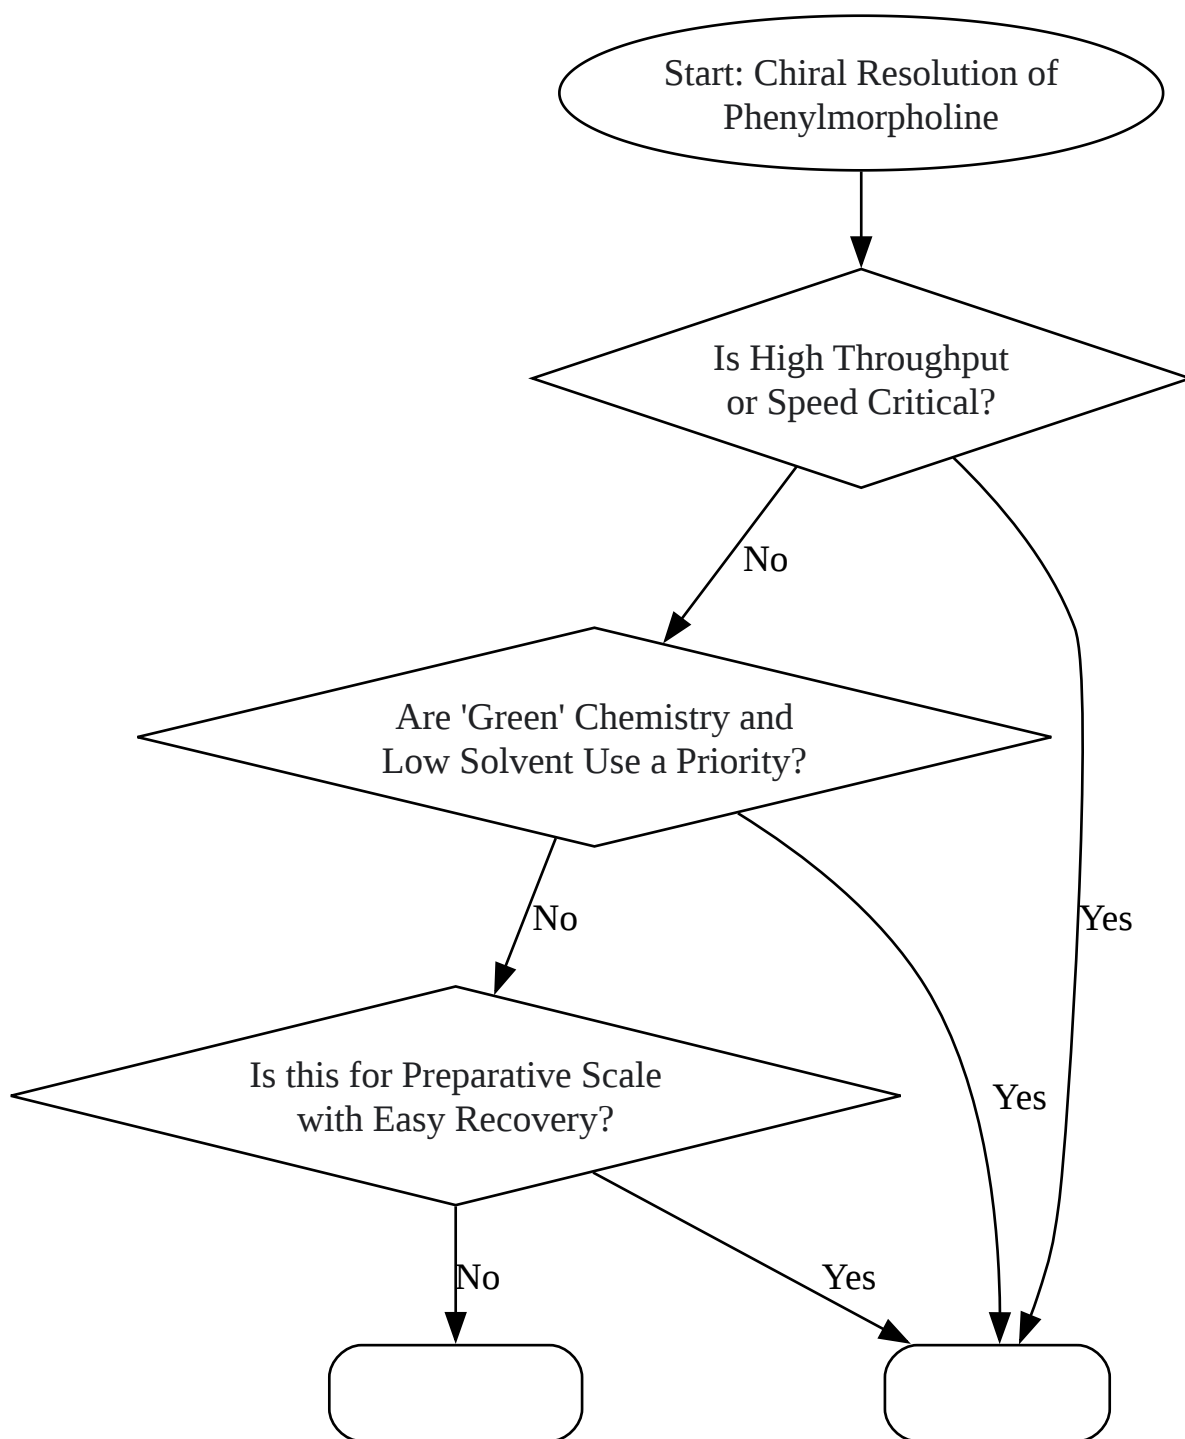 Start: Chiral Resolution of
Phenylmorpholine
Is High Throughput
or Speed Critical?
No
Are 'Green' Chemistry and
Low Solvent Use a Priority?
No
Yes
Is this for Preparative Scale
with Easy Recovery?
Yes
No
Yes